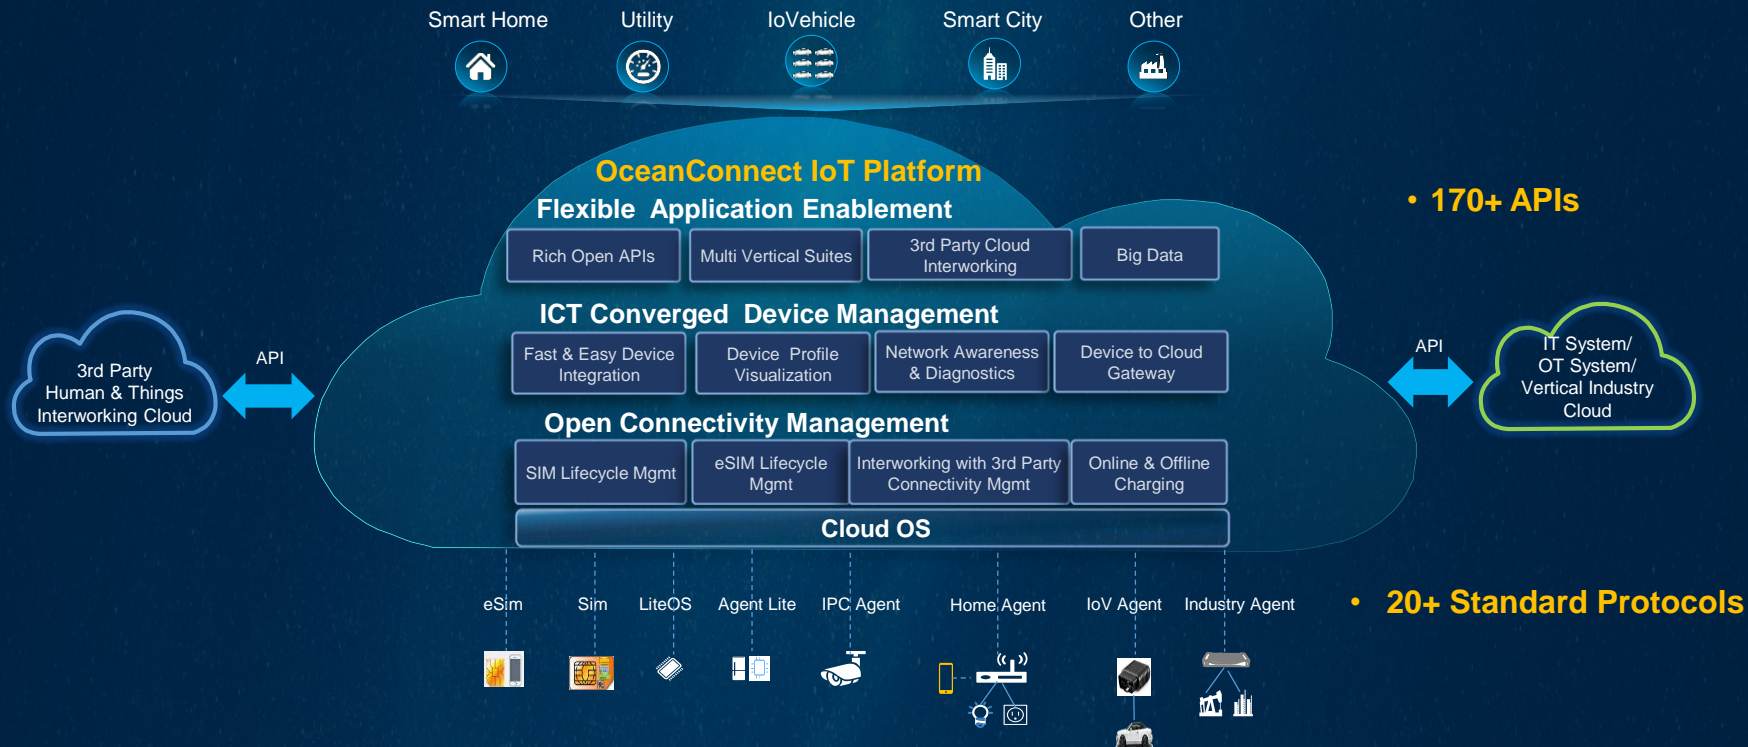 Smart Home
Utility
IoVehicle
Smart City
Other
OceanConnect IoT Platform
Flexible Application Enablement
• 170+ APIs
Rich Open APIs
Multi Vertical Suites
3rd Party Cloud
Interworking
Big Data
ICT Converged Device Management
Fast & Easy Device
Integration
Device Profile
Visualization
Network Awareness
& Diagnostics
Device to Cloud
Gateway
API
3rd Party
Human & Things
Interworking Cloud
API
IT System/
OT System/
Vertical Industry
Cloud
Open Connectivity Management
SIM Lifecycle Mgmt
eSIM Lifecycle
Mgmt
Interworking with 3rd Party
Connectivity Mgmt
Online & Offline
Charging
Cloud OS
eSim
Sim
LiteOS
Agent Lite
IPC Agent
Home Agent
IoV Agent
Industry Agent
• 20+ Standard Protocols